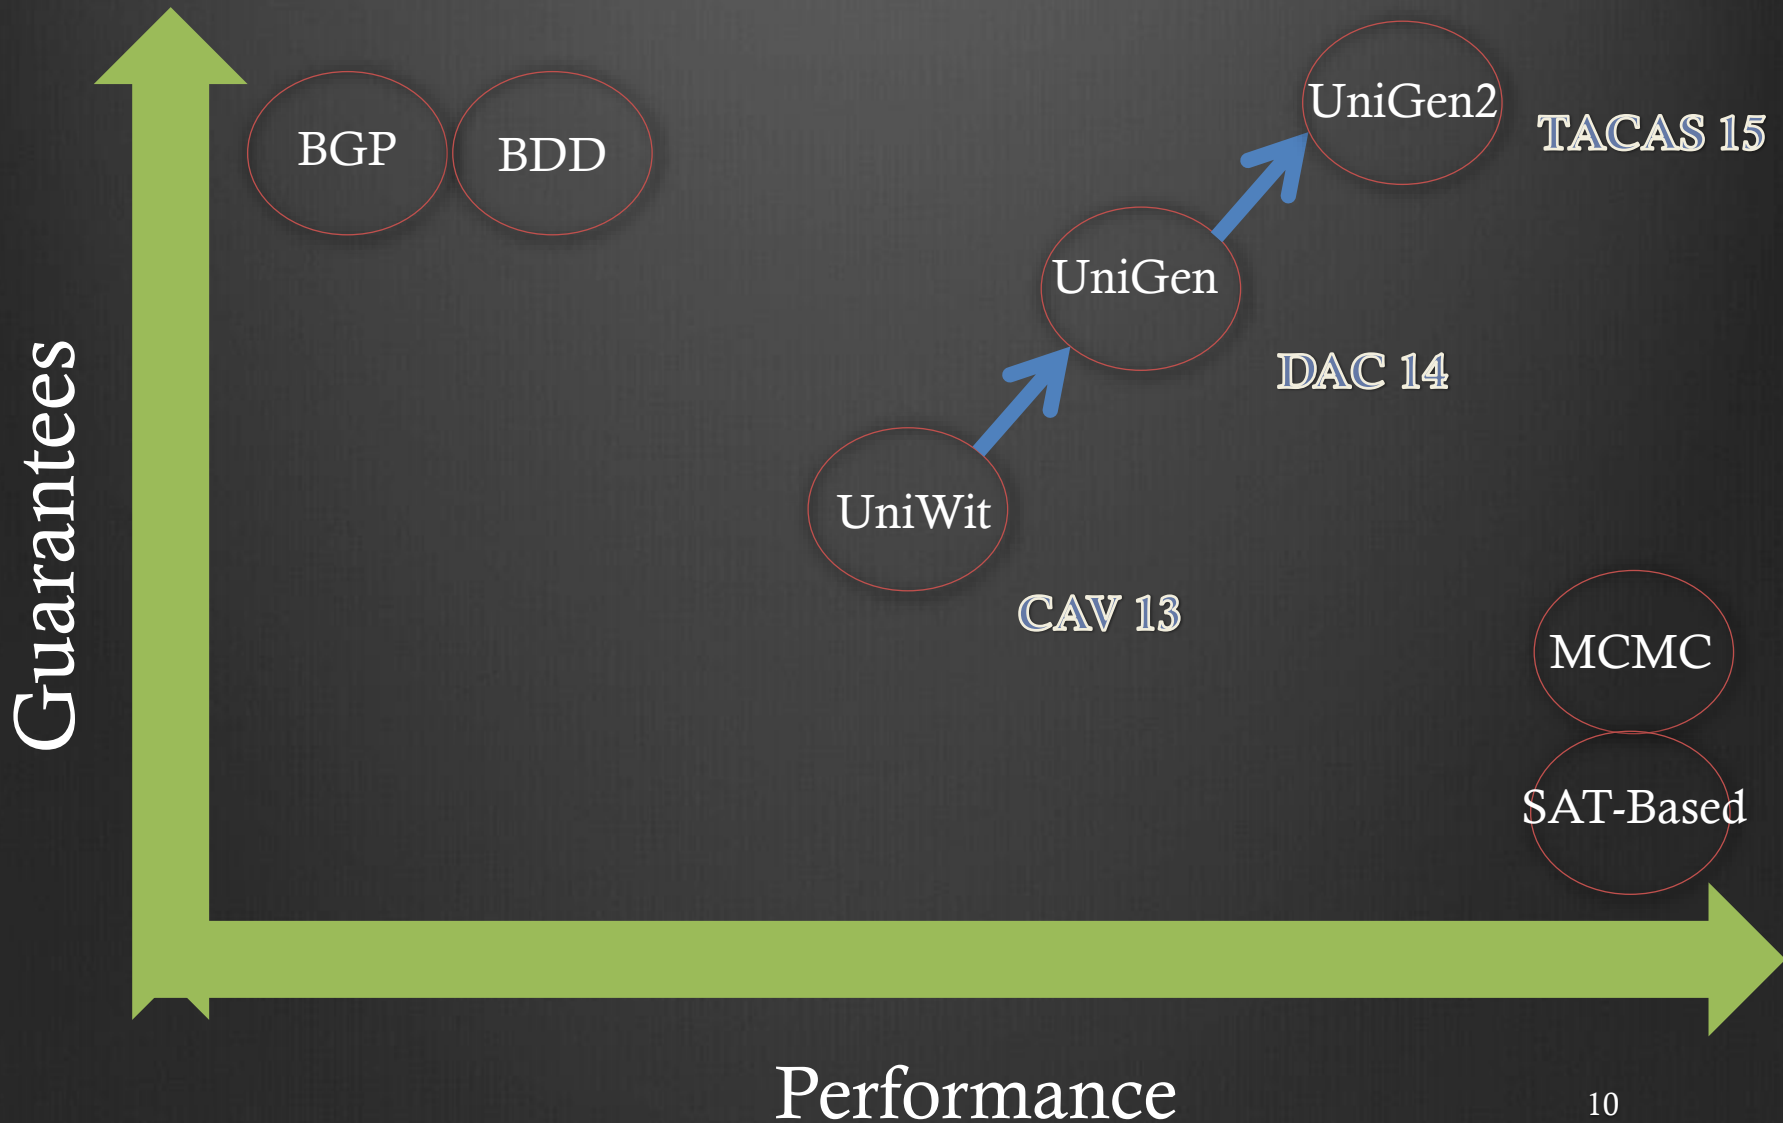 UniGen2
TACAS 15
BGP
BDD
UniGen
DAC 14
Guarantees
UniWit
CAV 13
MCMC
SAT-Based
Performance
10